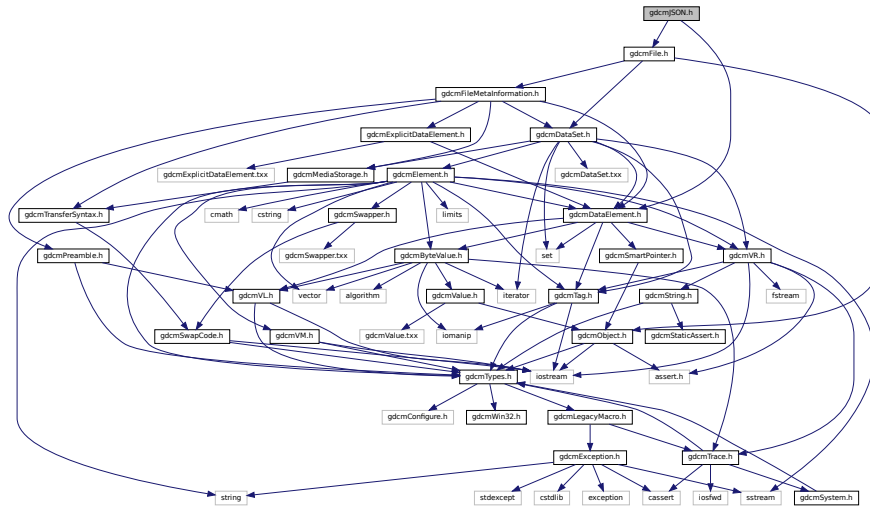 gdcmJSON.h
gdcmFile.h
gdcmFileMetaInformation.h
gdcmExplicitDataElement.h
gdcmDataSet.h
gdcmExplicitDataElement.txx
gdcmMediaStorage.h
gdcmElement.h
gdcmDataSet.txx
gdcmTransferSyntax.h
cmath
cstring
gdcmSwapper.h
limits
gdcmDataElement.h
gdcmPreamble.h
gdcmSwapper.txx
gdcmByteValue.h
set
gdcmSmartPointer.h
gdcmVR.h
gdcmVL.h
vector
algorithm
gdcmValue.h
iterator
gdcmTag.h
gdcmString.h
fstream
gdcmSwapCode.h
gdcmVM.h
gdcmValue.txx
iomanip
gdcmObject.h
gdcmStaticAssert.h
gdcmTypes.h
iostream
assert.h
gdcmConfigure.h
gdcmWin32.h
gdcmLegacyMacro.h
gdcmException.h
gdcmTrace.h
string
stdexcept
cstdlib
exception
cassert
iosfwd
sstream
gdcmSystem.h